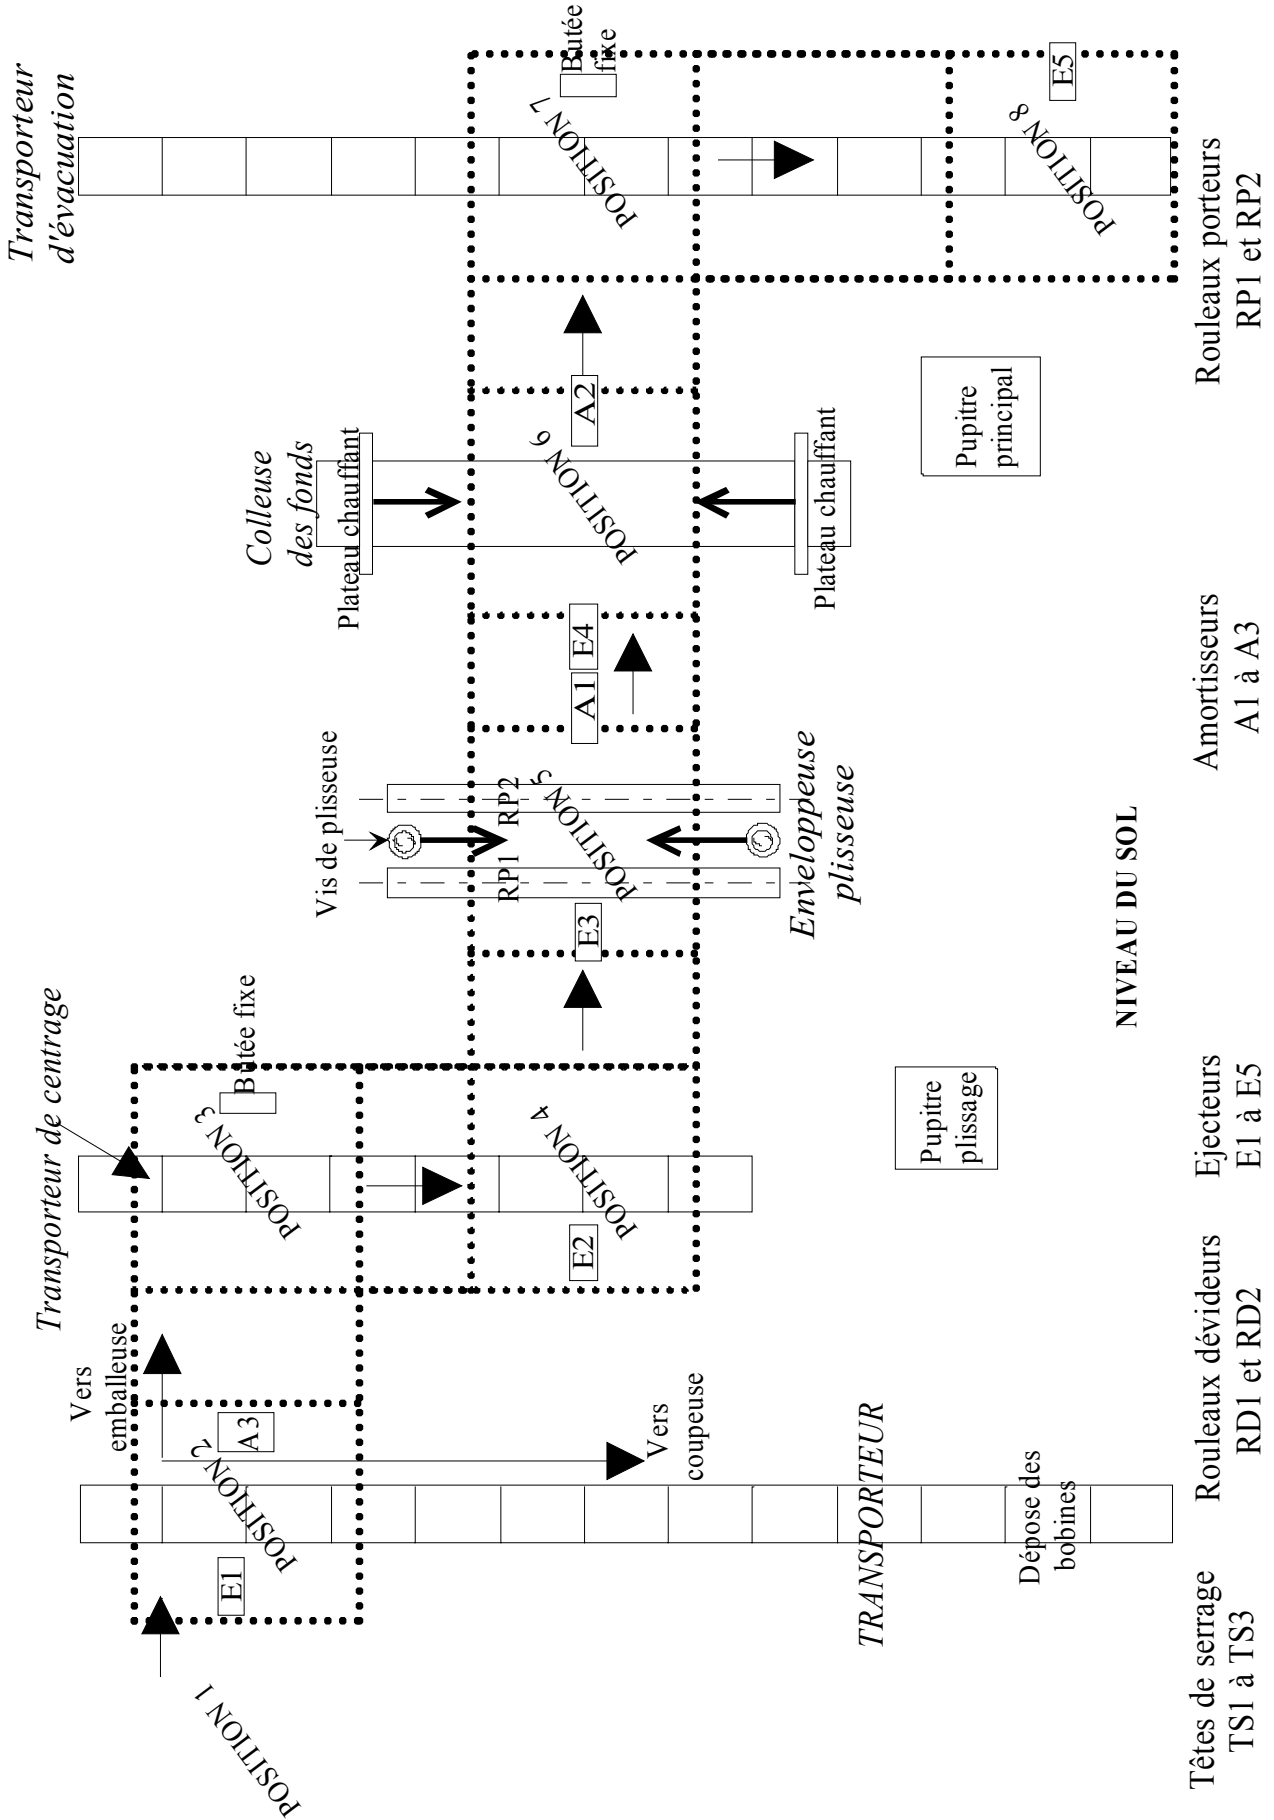 Transporteur
d'évacuation
Transporteur de centrage
Vers
emballeuse
Colleuse
des fonds
Vis de plisseuse
Plateau chauffant
Butée fixe
Butée
fixe
POSITION 1
E1
POSITION 2
A3
POSITION 3
E2
POSITION 4
E3
RP1
RP2
POSITION 5
A1
E4
POSITION 6
A2
POSITION 7
Vers
coupeuse
Enveloppeuse
plisseuse
Plateau chauffant
TRANSPORTEUR
Pupitre
plissage
Pupitre
principal
POSITION 8
E5
Dépose des
bobines
NIVEAU DU SOL
Têtes de serrage
TS1 à TS3
Rouleaux dévideurs
RD1 et RD2
Ejecteurs
E1 à E5
Amortisseurs
A1 à A3
Rouleaux porteurs
RP1 et RP2